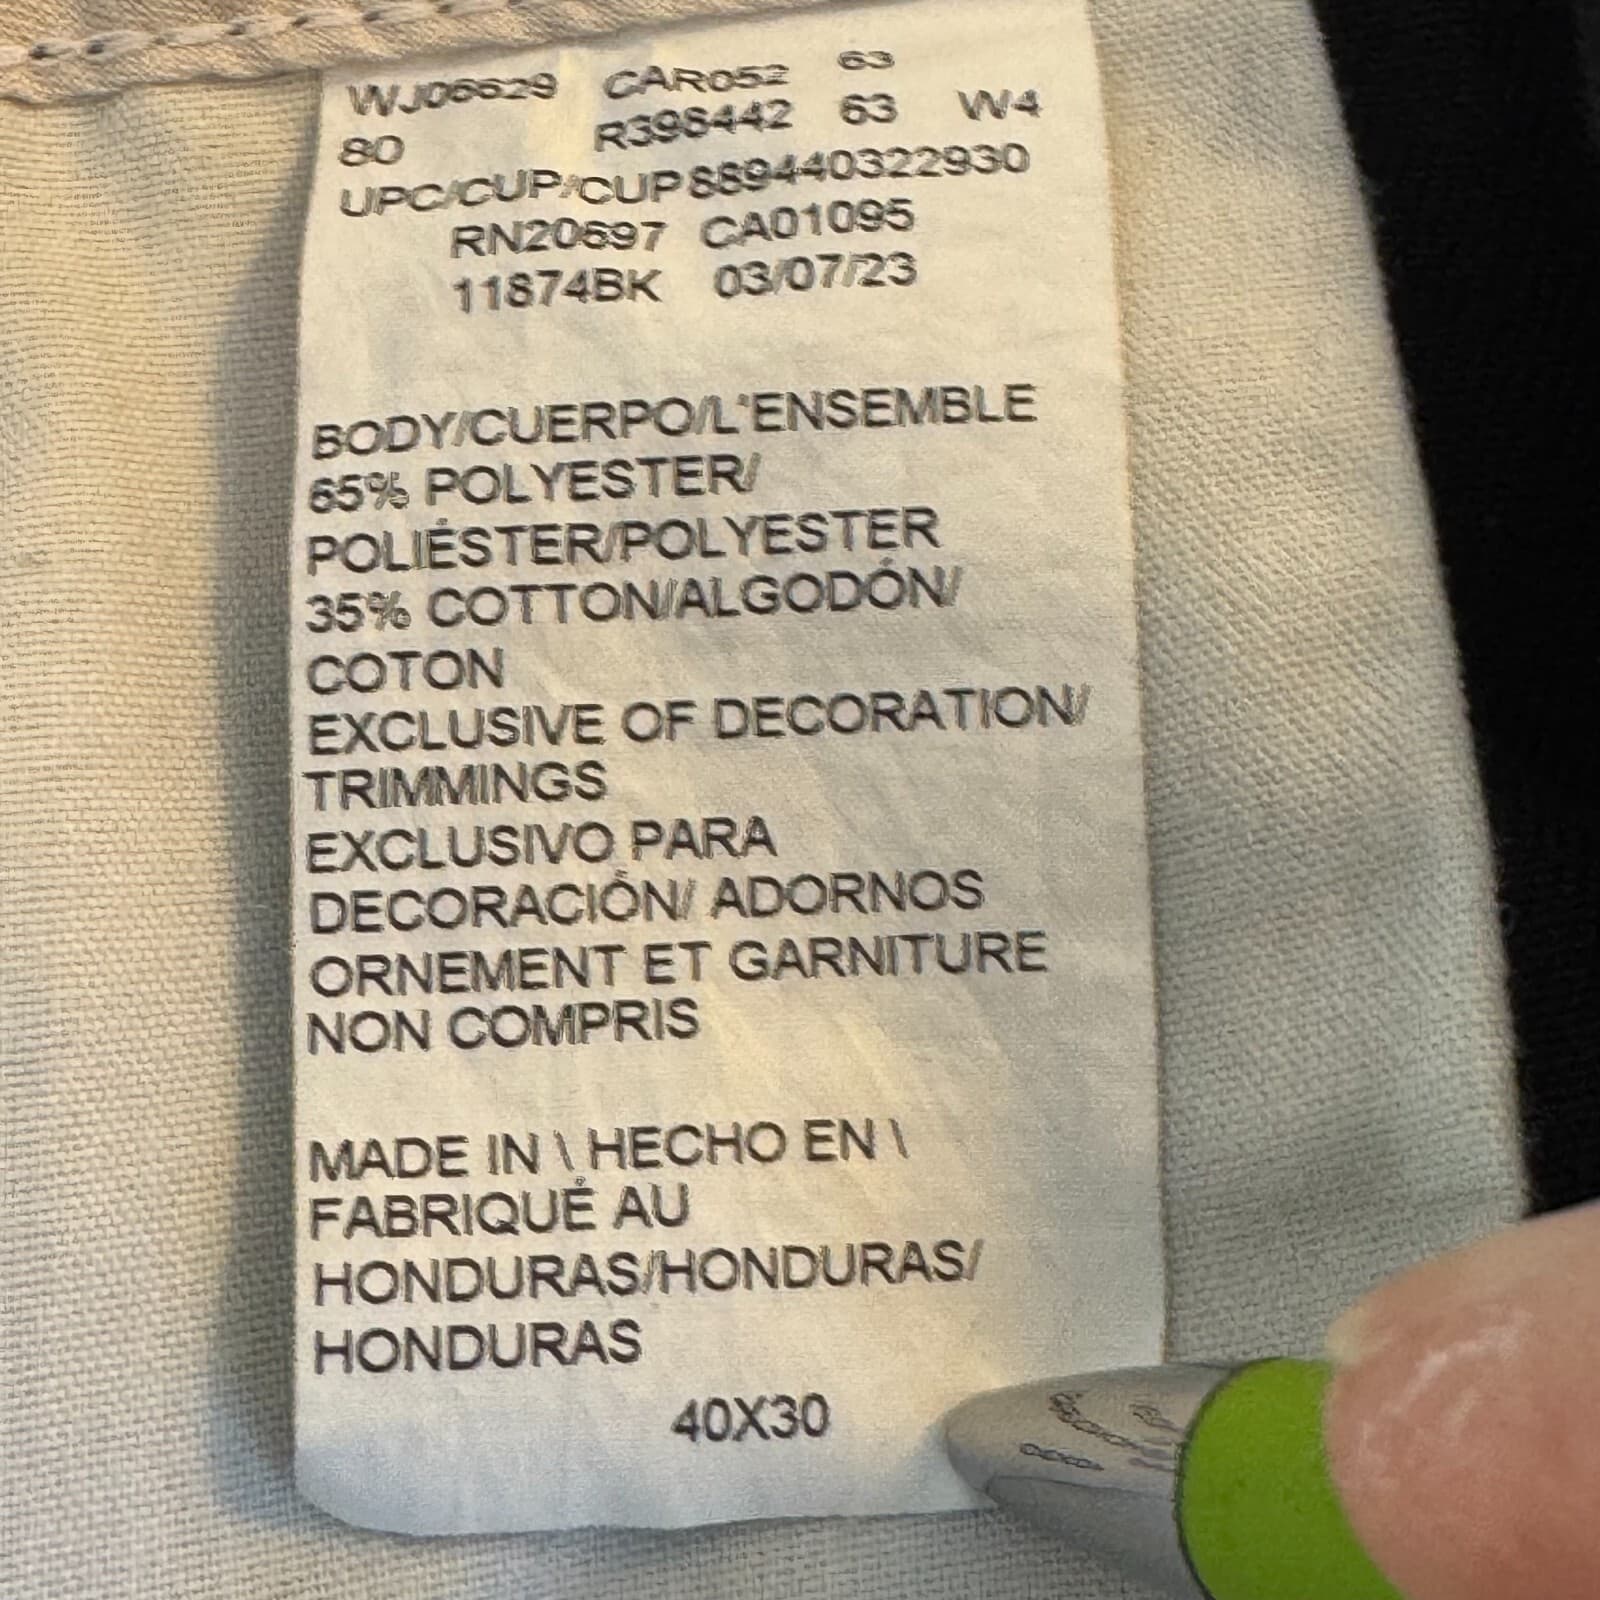 WJ06629 CAR052 63
80 R398442 63 W4
UPC/CUP/CUP 889440322930
RN20697 CA01095
11874BK 03/07/23
BODY/CUERPO/L'ENSEMBLE
65% POLYESTER/
POLIÉSTER/POLYESTER
35% COTTON/ALGODÓN/
COTON
EXCLUSIVE OF DECORATION/
TRIMMINGS
EXCLUSIVO PARA
DECORACIÓN/ ADORNOS
ORNEMENT ET GARNITURE
NON COMPRIS
MADE IN \ HECHO EN \
FABRIQUÉ AU
HONDURAS/HONDURAS/
HONDURAS
40X30